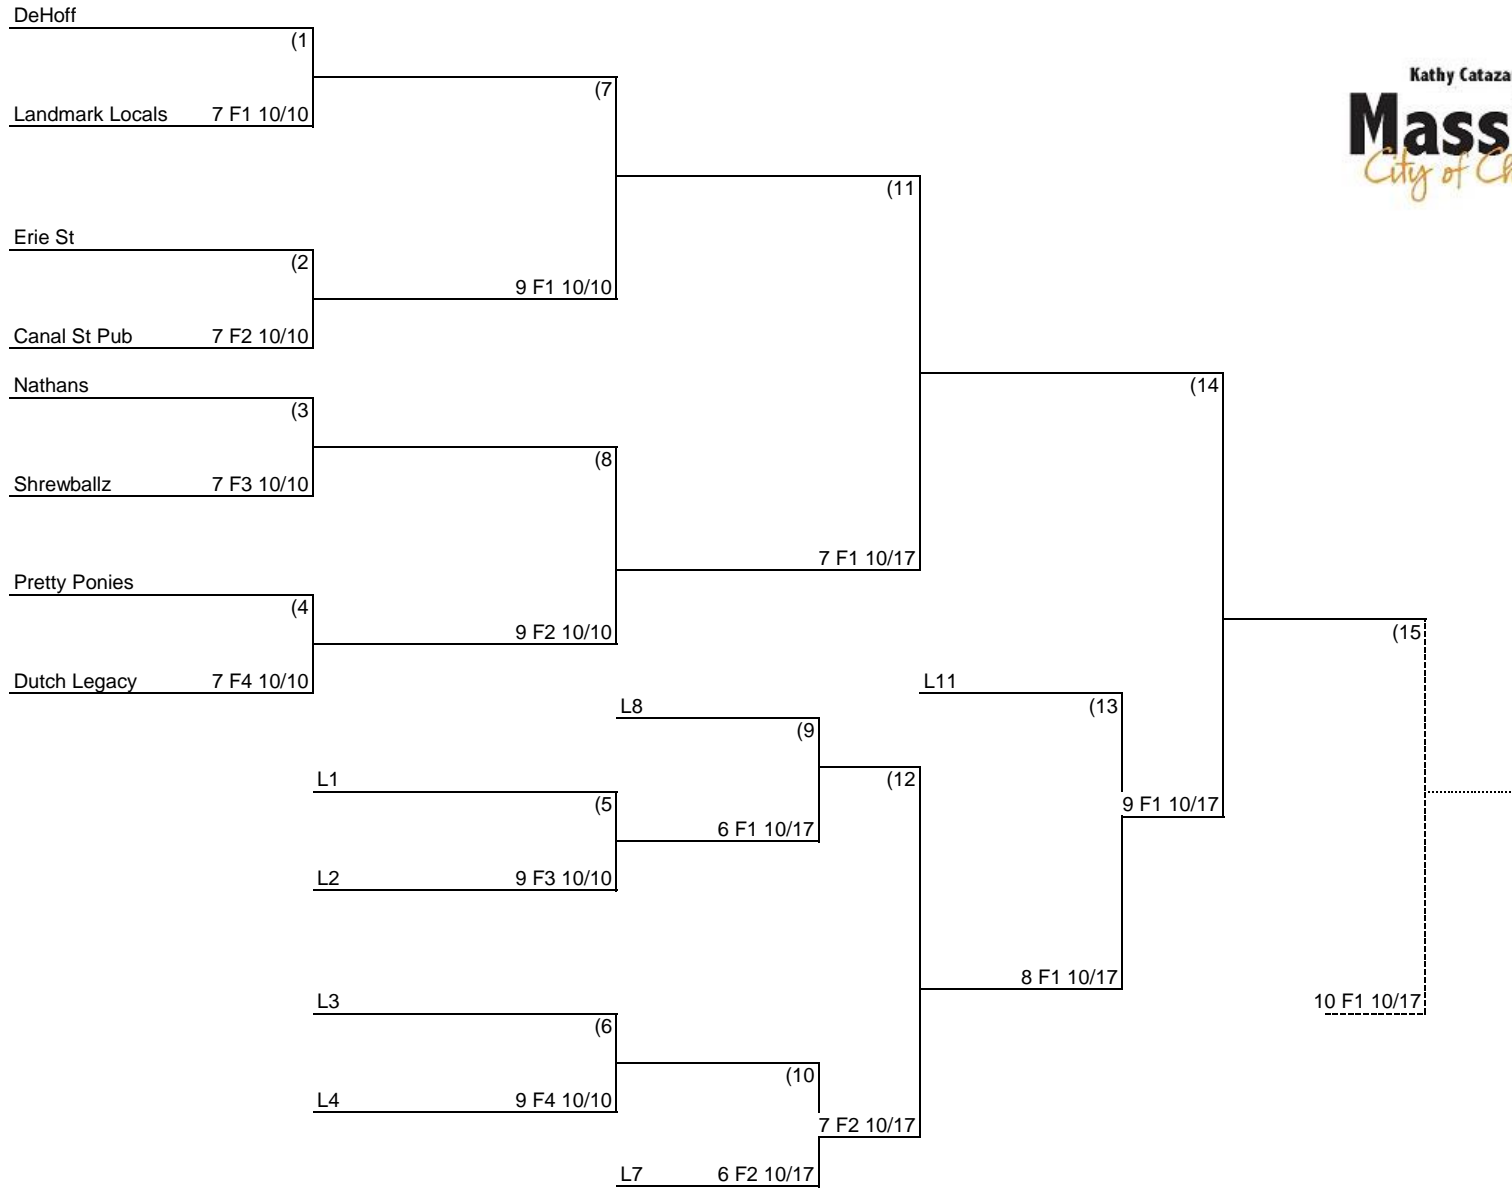 DeHoff
(1
Kathy Cataza
(7
Mass
Landmark Locals 7 F1 10/10
City of Ch
(11
Erie St
(2
9 F1 10/10
Canal St Pub 7 F2 10/10
Nathans
(14
(3
(8
Shrewballz 7 F3 10/10
7 F1 10/17
Pretty Ponies
(4
9 F2 10/10
(15
Dutch Legacy 7 F4 10/10
L11
L8
(13
(9
L1
(12
(5
9 F1 10/17
6 F1 10/17
L2 9 F3 10/10
8 F1 10/17
L3
10 F1 10/17
(6
(10
L4 9 F4 10/10
7 F2 10/17
L7 6 F2 10/17